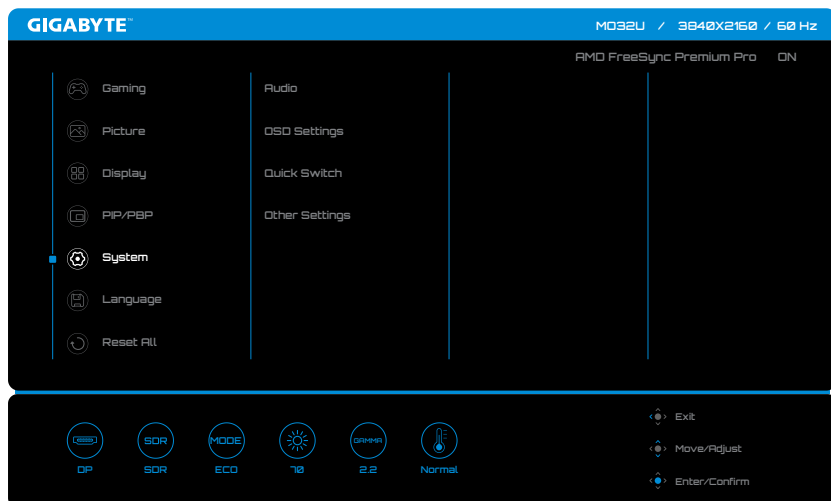 GIGABYTE™
MO32U / 3840X2160 / 60 Hz
AMD FreeSync Premium Pro ON
Gaming
Audio
Picture
OSD Settings
Display
Quick Switch
PIP/PBP
Other Settings
System
Language
Reset All
SDR
MODE
GAMMA
DP
SDR
ECO
70
2.2
Normal
Exit
Move/Adjust
Enter/Confirm